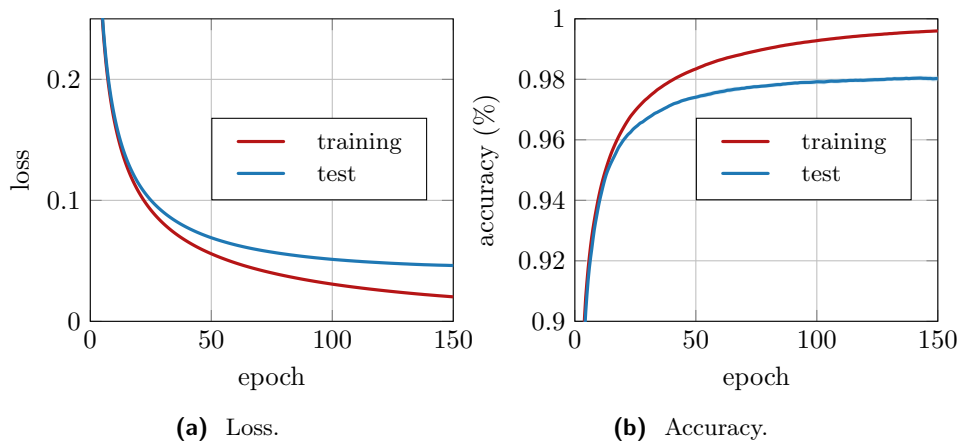 0.2
0.1
0
loss
training
test
0
50
100
150
epoch
(a) Loss.
1
0.98
0.96
0.94
0.92
0.9
accuracy (%)
training
test
0
50
100
150
epoch
(b) Accuracy.